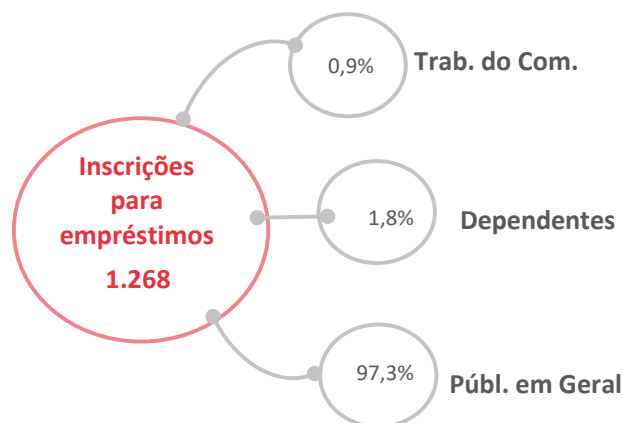 Inscrições
para
empréstimos
1.268
0,9%
Trab. do Com.
1,8%
Dependentes
97,3%
Públ. em Geral